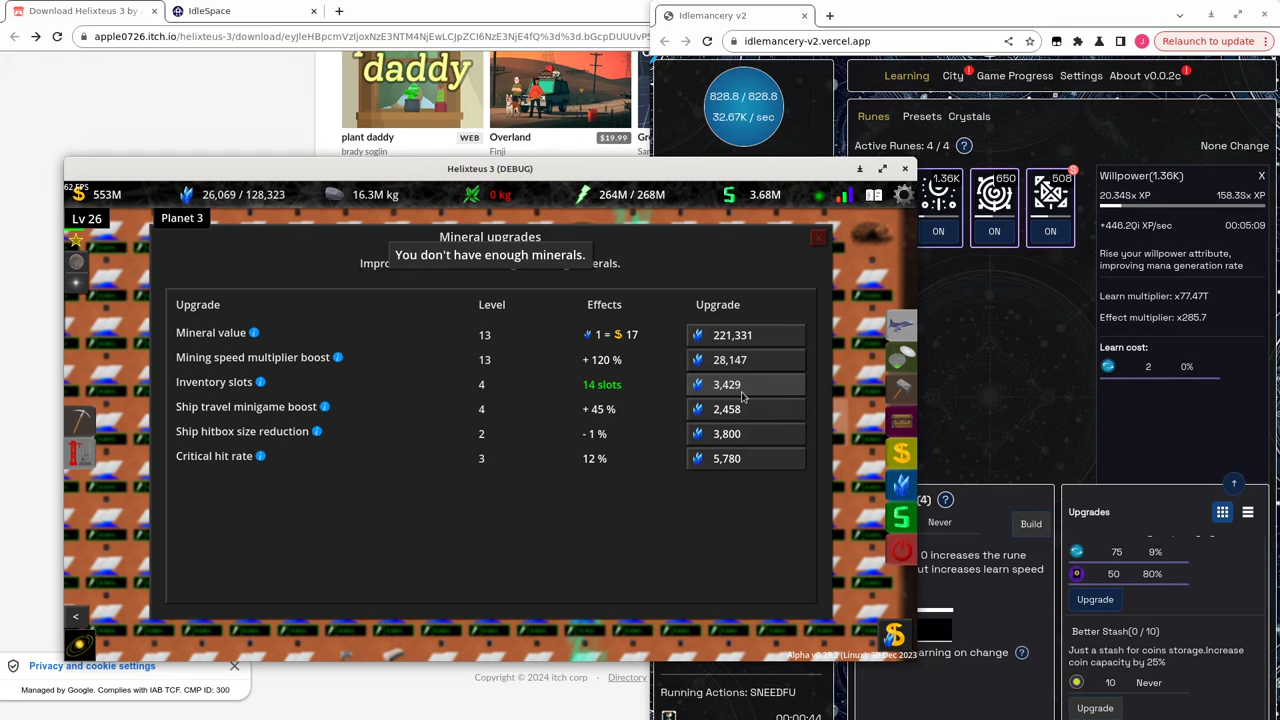 Download Helixteus 3 by
IdleSpace
apple0726.itch.io/helixteus-3/download/eyJleHBpcmVzIjoxNzE3NTM4NjEwLCJpZCI6NzE3NjE4fQ%3d%3d.bGcpDUUUvP
Idlemancery v2
idlemancery-v2.vercel.app
Relaunch to update
daddy
plant daddy
WEB
brady soglin
Overland
$19.99
Finji
828.8 / 828.8
32.67K / sec
Learning
City
Game Progress
Settings
About v0.0.2c
Runes
Presets
Crystals
Active Runes: 4 / 4
None Change
1.36K
650
508
ON
ON
ON
Willpower(1.36K)
X
20.34Sx XP
158.3Sx XP
+446.2Qi XP/sec
00:05:09
Rise your willpower attribute,
improving mana generation rate
Learn multiplier: x77.47T
Effect multiplier: x285.7
Learn cost:
2
0%
Helixteus 3 (DEBUG)
62 FPS
553M
26,069 / 128,323
16.3M kg
0 kg
264M / 268M
3.68M
Lv 26
Planet 3
Mineral upgrades
You don't have enough minerals.
Upgrade
Level
Effects
Upgrade
Mineral value
13
1 = $ 17
221,331
Mining speed multiplier boost
13
+ 120 %
28,147
Inventory slots
4
14 slots
3,429
Ship travel minigame boost
4
+ 45 %
2,458
Ship hitbox size reduction
2
- 1 %
3,800
Critical hit rate
3
12 %
5,780
<
Alpha v0.29.2 (Linux): 30 Dec 2023
(4)
Never
Build
0 increases the rune
ut increases learn speed
arning on change
Upgrades
75
9%
50
80%
Upgrade
Better Stash(0 / 10)
Just a stash for coins storage.Increase
coin capacity by 25%
10
Never
Upgrade
Running Actions: SNEEDFU
00:00:44
Privacy and cookie settings
Managed by Google. Complies with IAB TCF. CMP ID: 300
Copyright © 2024 itch corp
Directory